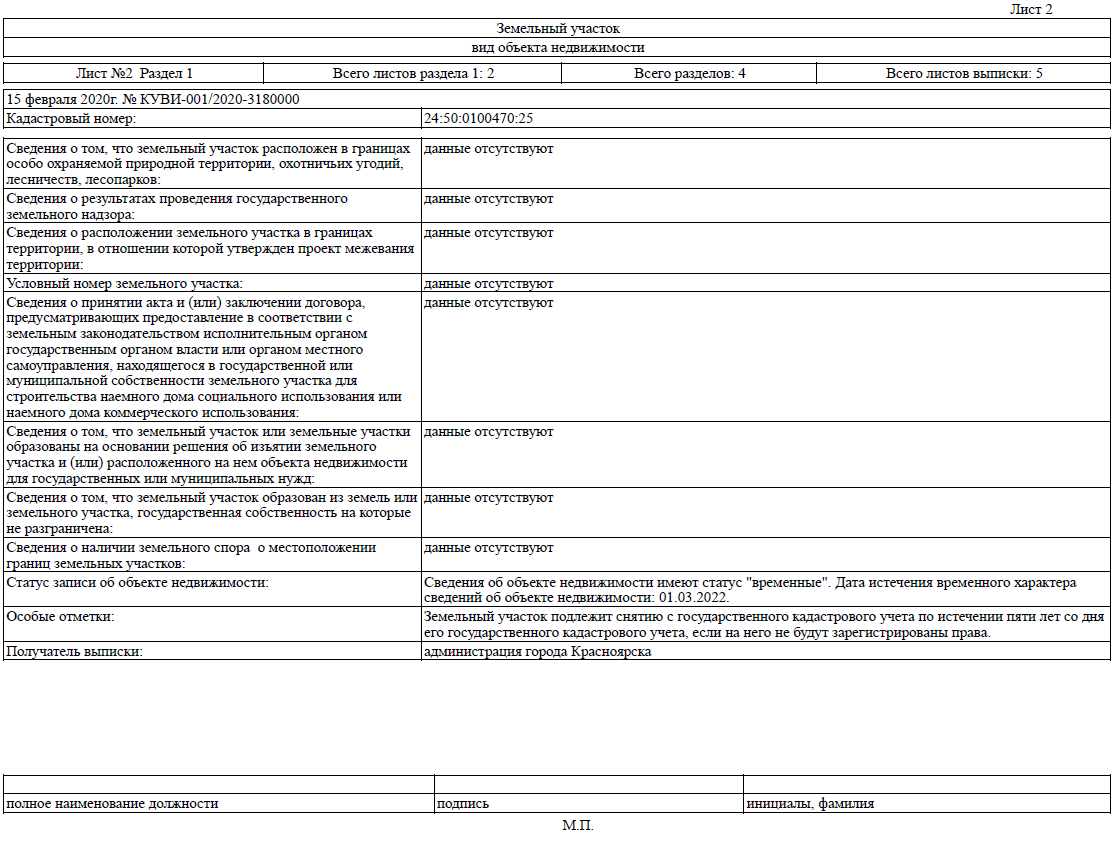 Лист 2
Земельный участок
вид объекта недвижимости
Лист №2 Раздел 1 Всего листов раздела 1: 2 Всего разделов: 4 Всего листов выписки: 5
15 февраля 2020г. № КУВИ-001/2020-3180000
Кадастровый номер: 24:50:0100470:25
Сведения о том, что земельный участок расположен в границах данные отсутствуют
особо охраняемой природной территории, охотничьих угодий,
лесничеств, лесопарков:
Сведения о результатах проведения государственного данные отсутствуют
земельного надзора:
Сведения о расположении земельного участка в границах данные отсутствуют
территории, в отношении которой утвержден проект межевания
территории:
Условный номер земельного участка: данные отсутствуют
Сведения о принятии акта и (или) заключении договора, данные отсутствуют
предусматривающих предоставление в соответствии с
земельным законодательством исполнительным органом
государственным органом власти или органом местного
самоуправления, находящегося в государственной или
муниципальной собственности земельного участка для
строительства наемного дома социального использования или
наемного дома коммерческого использования:
Сведения о том, что земельный участок или земельные участки данные отсутствуют
образованы на основании решения об изъятии земельного
участка и (или) расположенного на нем объекта недвижимости
для государственных или муниципальных нужд:
Сведения о том, что земельный участок образован из земель или данные отсутствуют
земельного участка, государственная собственность на которые
не разграничена:
Сведения о наличии земельного спора о местоположении данные отсутствуют
границ земельных участков:
Статус записи об объекте недвижимости: Сведения об объекте недвижимости имеют статус "временные". Дата истечения временного характера
сведений об объекте недвижимости: 01.03.2022.
Особые отметки: Земельный участок подлежит снятию с государственного кадастрового учета по истечении пяти лет со дня
его государственного кадастрового учета, если на него не будут зарегистрированы права.
Получатель выписки: администрация города Красноярска
полное наименование должности подпись инициалы, фамилия
М.П.